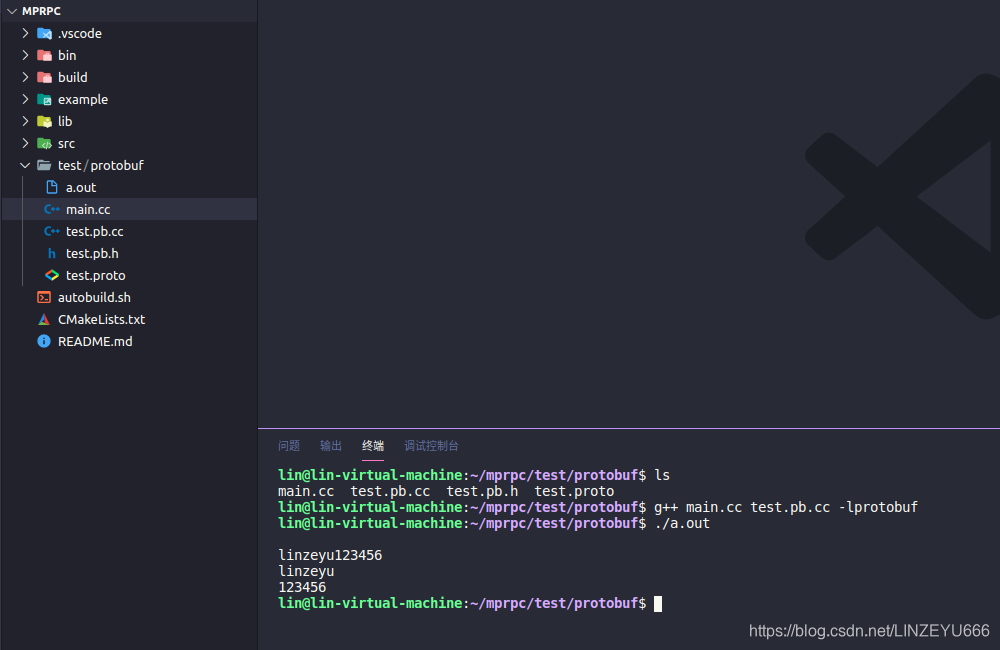 MPRPC
.vscode
bin
build
example
lib
src
test/protobuf
a.out
main.cc
test.pb.cc
test.pb.h
test.proto
autobuild.sh
CMakeLists.txt
README.md
问题 输出 终端 调试控制台
lin@lin-virtual-machine:~/mprpc/test/protobuf$ ls
main.cc  test.pb.cc  test.pb.h  test.proto
lin@lin-virtual-machine:~/mprpc/test/protobuf$ g++ main.cc test.pb.cc -lprotobuf
lin@lin-virtual-machine:~/mprpc/test/protobuf$ ./a.out
linzeyu123456
linzeyu
123456
lin@lin-virtual-machine:~/mprpc/test/protobuf$
https://blog.csdn.net/LINZEYU666